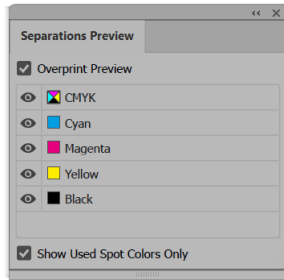 Separations Preview
Overprint Preview
CMYK
Cyan
Magenta
Yellow
Black
Show Used Spot Colors Only